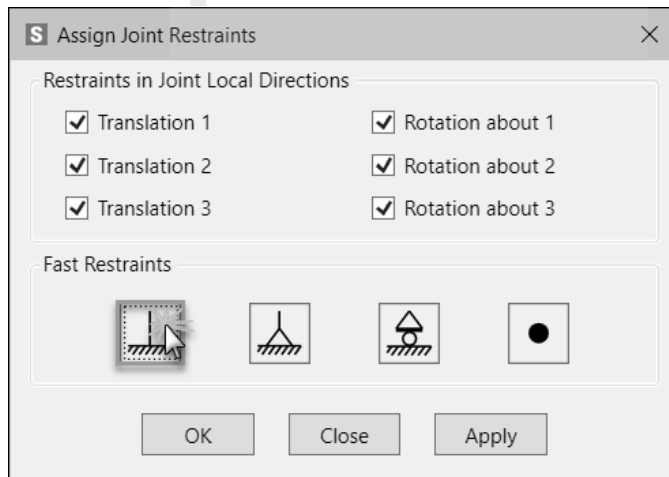 S Assign Joint Restraints
Restraints in Joint Local Directions
Translation 1
Rotation about 1
Translation 2
Rotation about 2
Translation 3
Rotation about 3
Fast Restraints
OK
Close
Apply